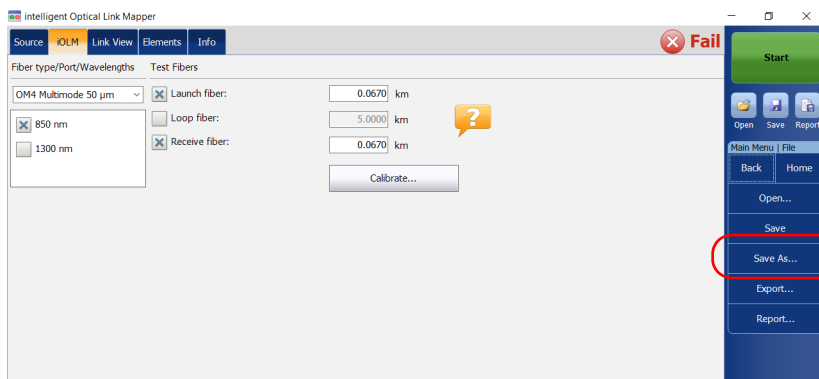 intelligent Optical Link Mapper
Source iOLM Link View Elements Info
Fail
Start
Fiber type/Port/Wavelengths Test Fibers
OM4 Multimode 50 µm
Launch fiber: 0.0670 km
850 nm
Loop fiber: 5.0000 km
?
1300 nm
Receive fiber: 0.0670 km
Calibrate...
Open Save Report
Main Menu | File
Back Home
Open...
Save
Save As...
Export...
Report...